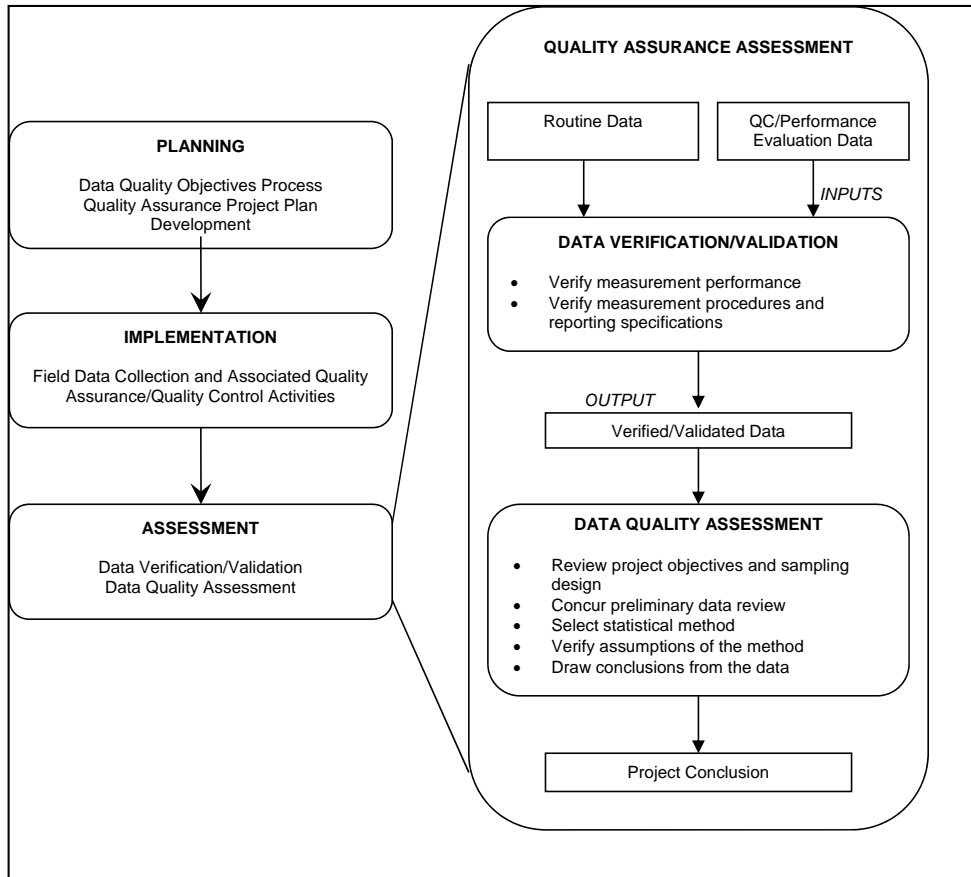 PLANNING
Data Quality Objectives Process
Quality Assurance Project Plan
Development
IMPLEMENTATION
Field Data Collection and Associated Quality
Assurance/Quality Control Activities
ASSESSMENT
Data Verification/Validation
Data Quality Assessment
QUALITY ASSURANCE ASSESSMENT
Routine Data
QC/Performance
Evaluation Data
INPUTS
DATA VERIFICATION/VALIDATION
• Verify measurement performance
• Verify measurement procedures and
reporting specifications
OUTPUT
Verified/Validated Data
DATA QUALITY ASSESSMENT
• Review project objectives and sampling
design
• Concur preliminary data review
• Select statistical method
• Verify assumptions of the method
• Draw conclusions from the data
Project Conclusion